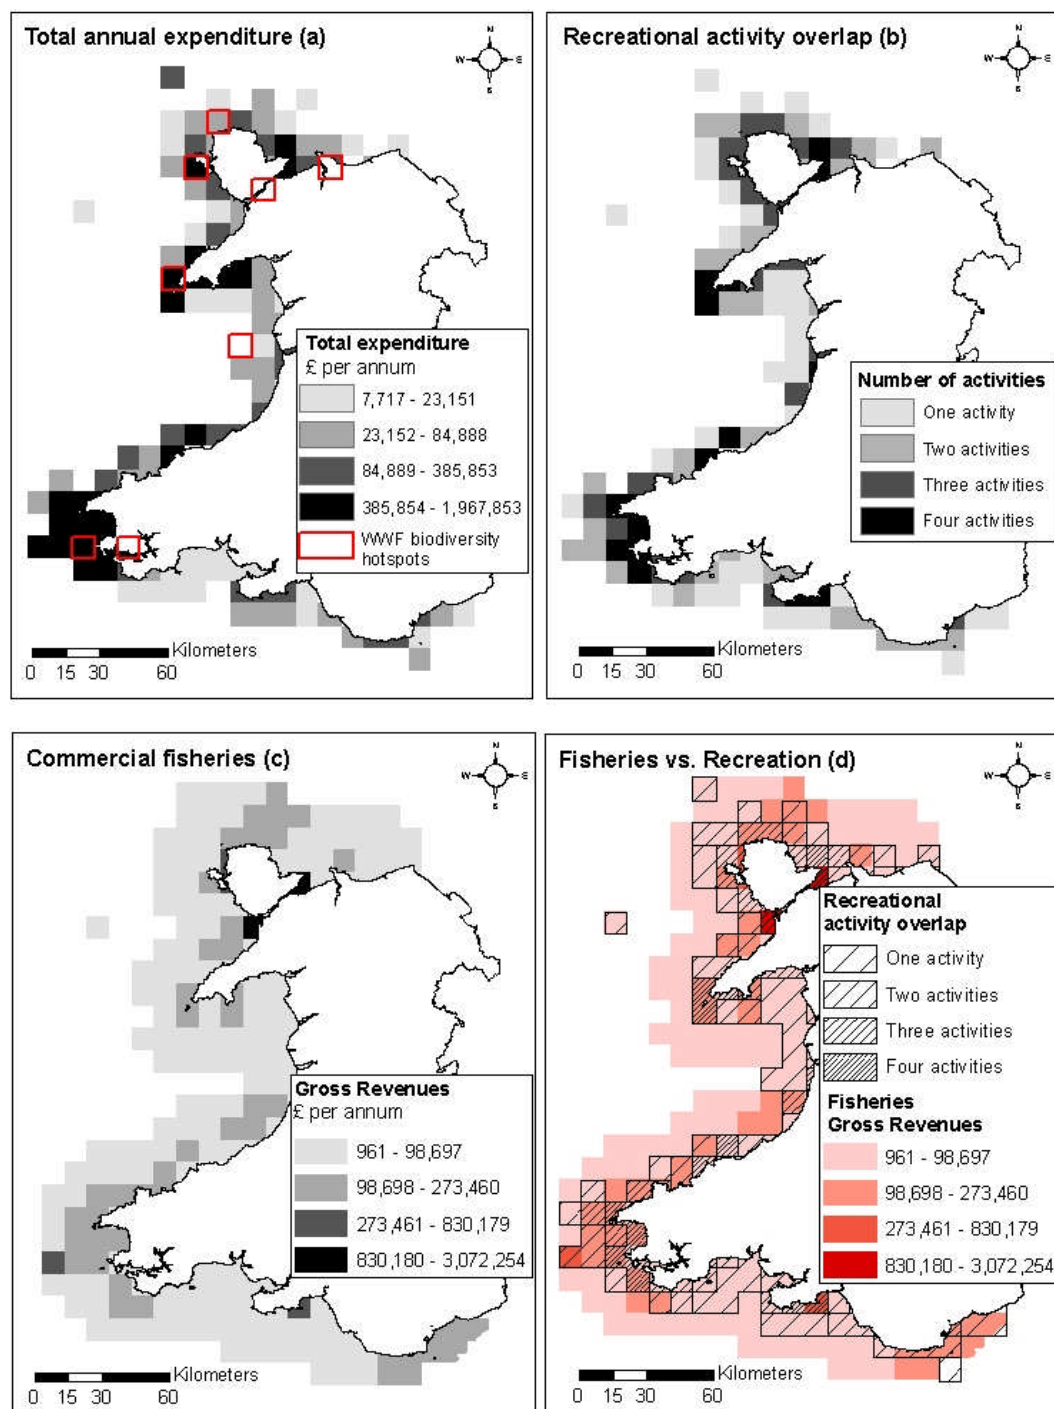 Total annual expenditure (a)
N
W E
S
Total expenditure
£ per annum
7,717 - 23,151
23,152 - 84,888
84,889 - 385,853
385,854 - 1,967,853
WWF biodiversity
hotspots
Kilometers
0 15 30 60
Recreational activity overlap (b)
N
W E
S
Number of activities
One activity
Two activities
Three activities
Four activities
Kilometers
0 15 30 60
Commercial fisheries (c)
N
W E
S
Gross Revenues
£ per annum
961 - 98,697
98,698 - 273,460
273,461 - 830,179
830,180 - 3,072,254
Kilometers
0 15 30 60
Fisheries vs. Recreation (d)
N
W E
S
Recreational
activity overlap
One activity
Two activities
Three activities
Four activities
Fisheries
Gross Revenues
961 - 98,697
98,698 - 273,460
273,461 - 830,179
830,180 - 3,072,254
Kilometers
0 15 30 60